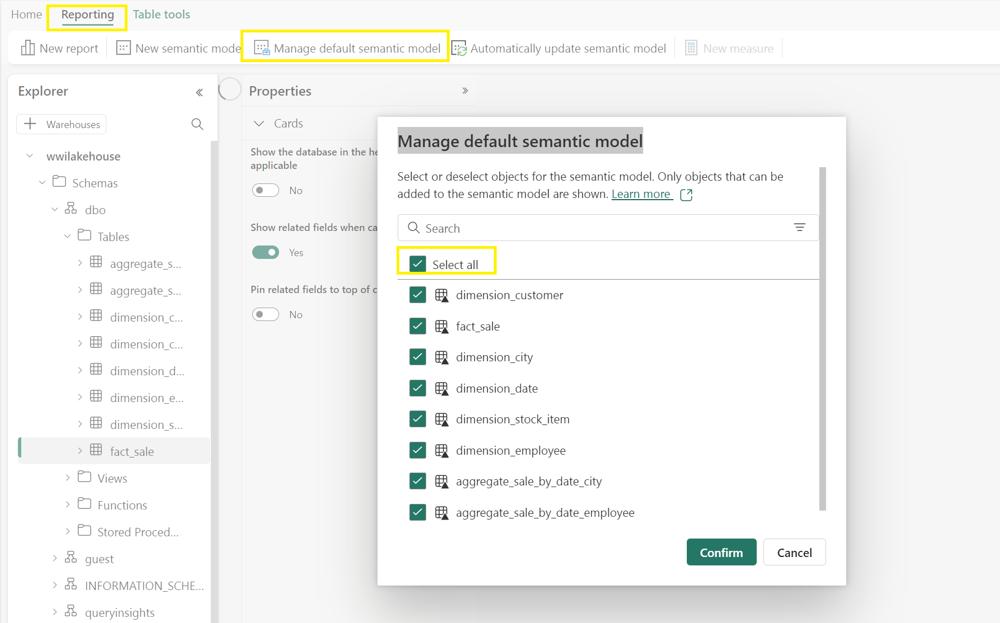 Home Reporting Table tools
New report New semantic mode Manage default semantic model Automatically update semantic model New measure
Explorer
Warehouses
wwilakehouse
Schemas
dbo
Tables
aggregate_s...
aggregate_s...
dimension_c...
dimension_c...
dimension_d...
dimension_e...
dimension_s...
fact_sale
Views
Functions
Stored Proced...
guest
INFORMATION_SCHE...
queryinsights
Properties
Cards
Show the database in the he
applicable
No
Show related fields when ca
Yes
Pin related fields to top of c
No
Manage default semantic model
Select or deselect objects for the semantic model. Only objects that can be
added to the semantic model are shown. Learn more
Search
Select all
dimension_customer
fact_sale
dimension_city
dimension_date
dimension_stock_item
dimension_employee
aggregate_sale_by_date_city
aggregate_sale_by_date_employee
Confirm Cancel